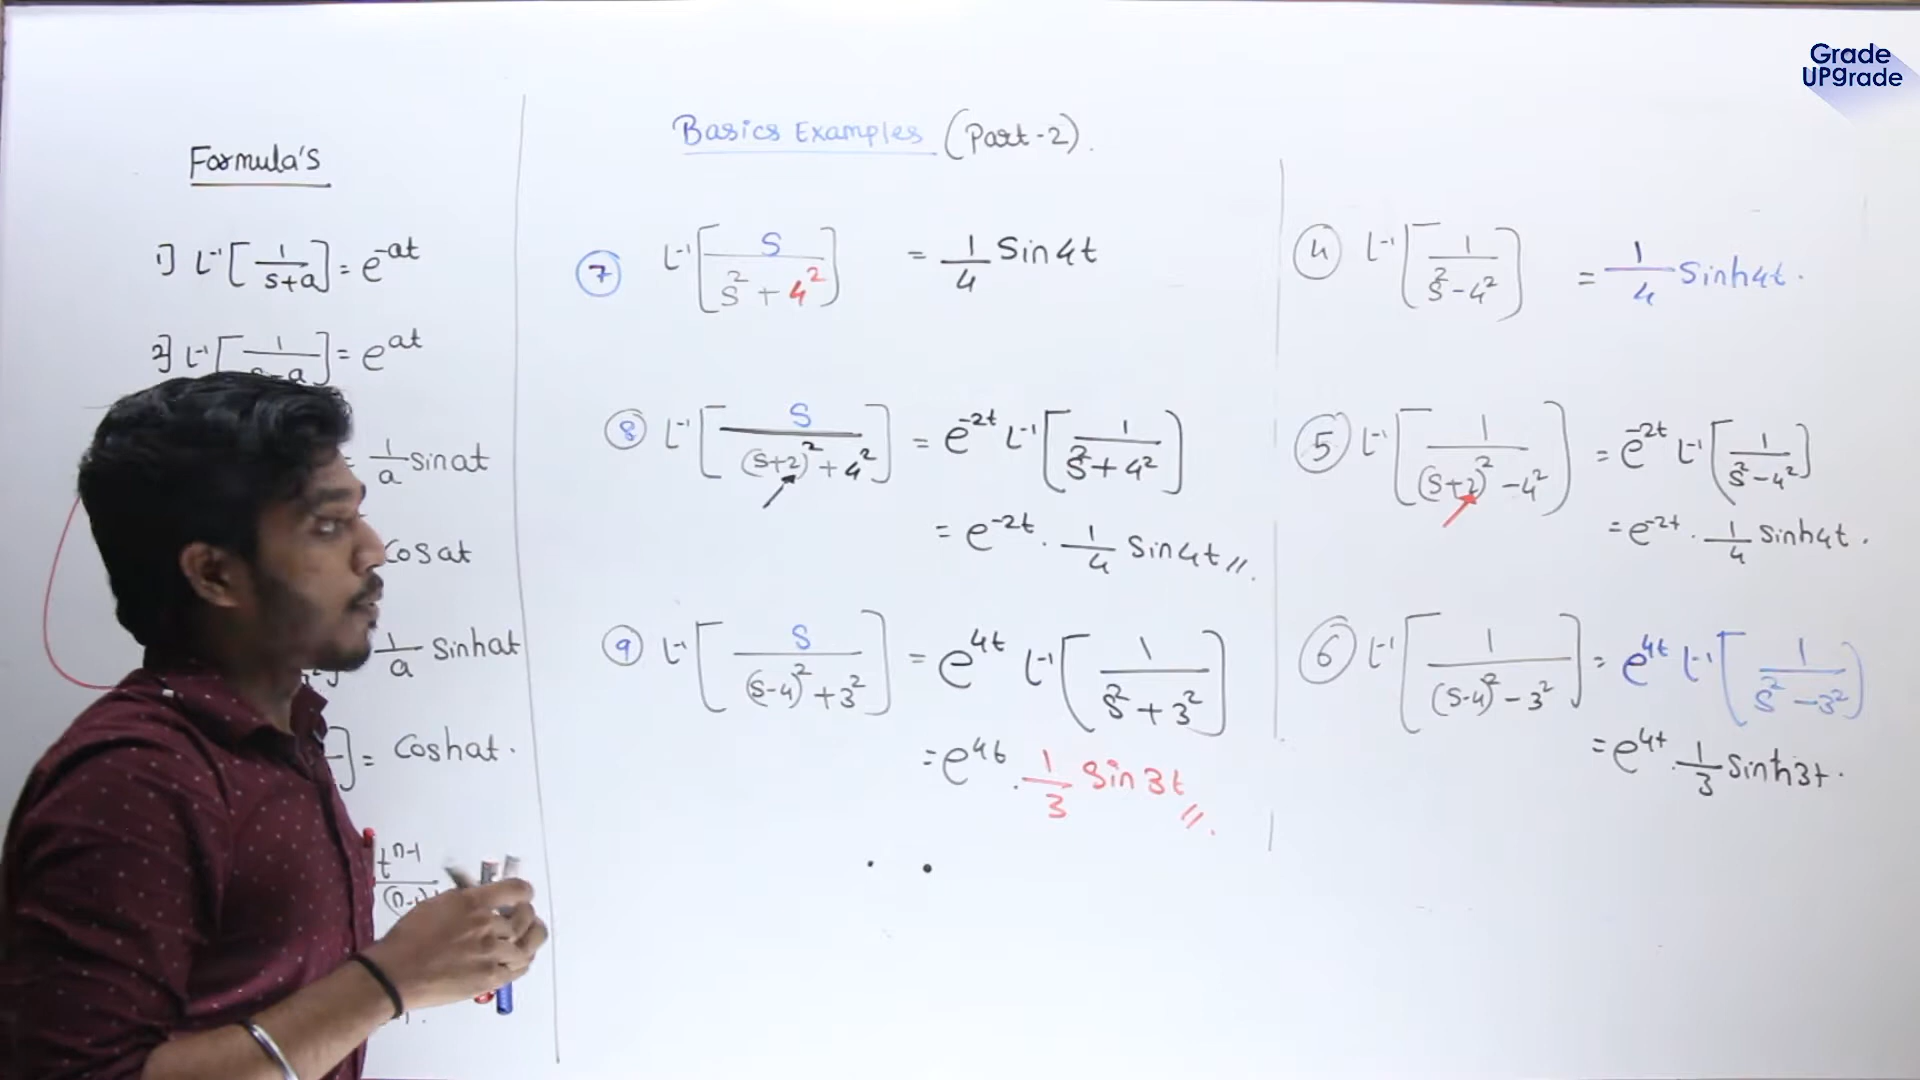 Grade
UPgrade
Formula's
1) L⁻¹[1/(s+a)] = e^-at
2) L⁻¹[1/(s-a)] = e^at
= 1/a sinat
Cosat
1/a Sinhat
] = Coshat.
t^n-1
Basics Examples (Part-2).
7 L⁻¹[S/(s²+4²)] = 1/4 Sin4t
8 L⁻¹[S/((s+2)²+4²)] = e^-2t L⁻¹[1/(s²+4²)]
= e^-2t . 1/4 Sin4t //.
9 L⁻¹[S/((s-4)²+3²)] = e^4t L⁻¹[1/(s²+3²)]
= e^4t . 1/3 Sin3t //.
4 L⁻¹[1/(s²-4²)] = 1/4 Sinh4t.
5 L⁻¹[1/((s+2)²-4²)] = e^-2t L⁻¹[1/(s²-4²)]
= e^-2t . 1/4 Sinh4t.
6 L⁻¹[1/((s-4)²-3²)] = e^4t L⁻¹[1/(s²-3²)]
= e^4t . 1/3 Sinh3t.